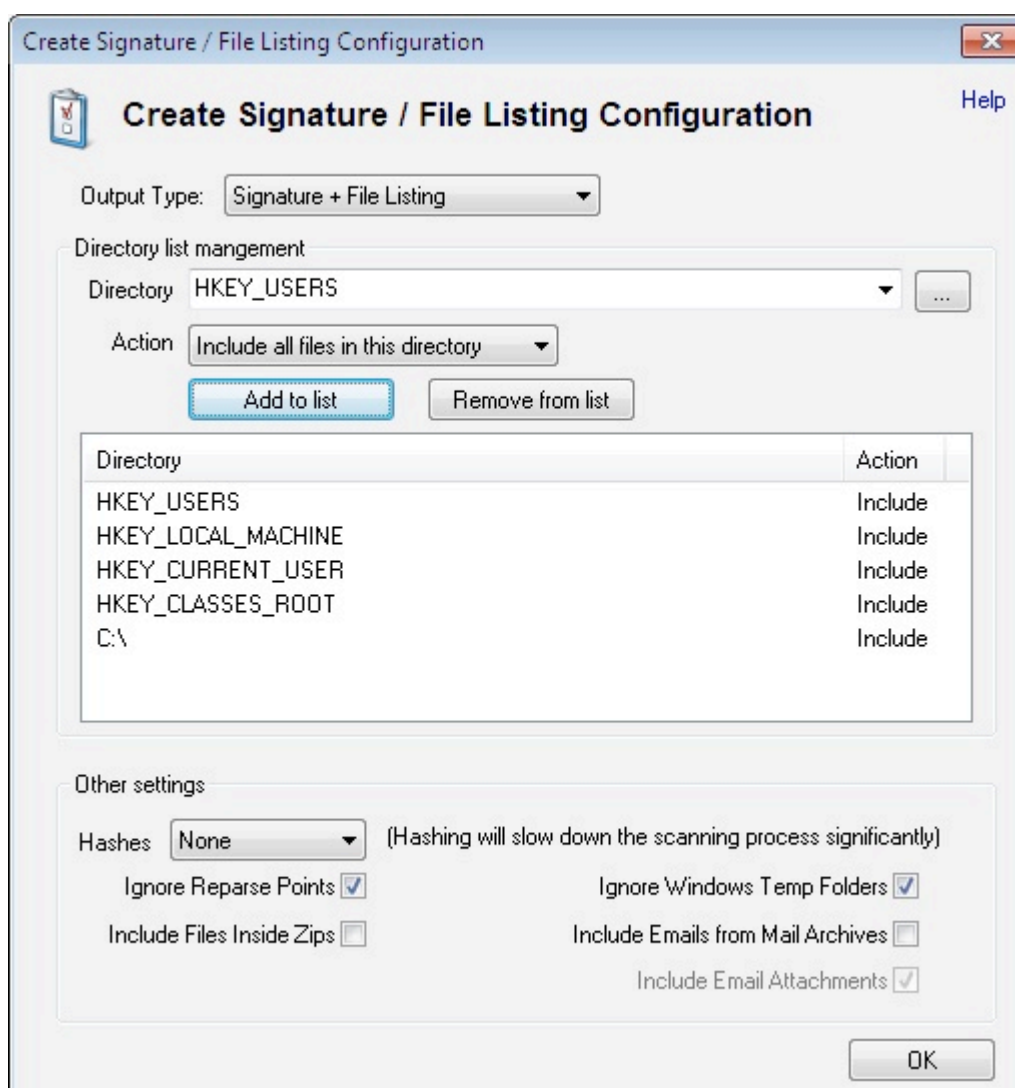 Create Signature / File Listing Configuration
Create Signature / File Listing Configuration
Help
Output Type: Signature + File Listing
Directory list mangement
Directory HKEY_USERS ...
Action Include all files in this directory
Add to list Remove from list
Directory Action
HKEY_USERS Include
HKEY_LOCAL_MACHINE Include
HKEY_CURRENT_USER Include
HKEY_CLASSES_ROOT Include
C:\ Include
Other settings
Hashes None (Hashing will slow down the scanning process significantly)
Ignore Reparse Points Ignore Windows Temp Folders
Include Files Inside Zips Include Emails from Mail Archives
Include Email Attachments
OK